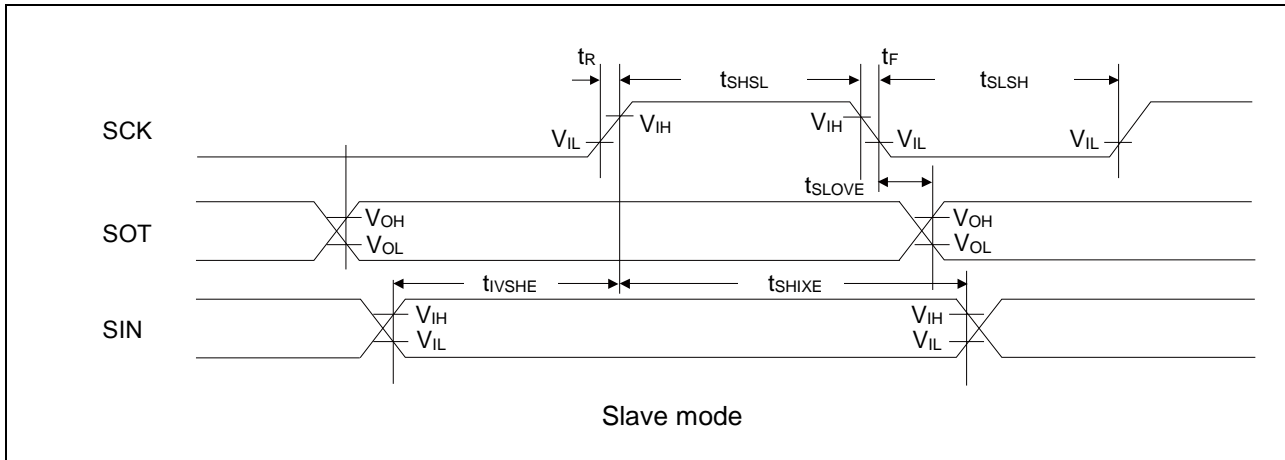 tR tF
tSHSL tSLSH
SCK VIL VIH VIH VIL VIL
tSLOVE
SOT VOH VOH
VOL VOL
tIVSHE tSHIXE
SIN VIH VIH
VIL VIL
Slave mode